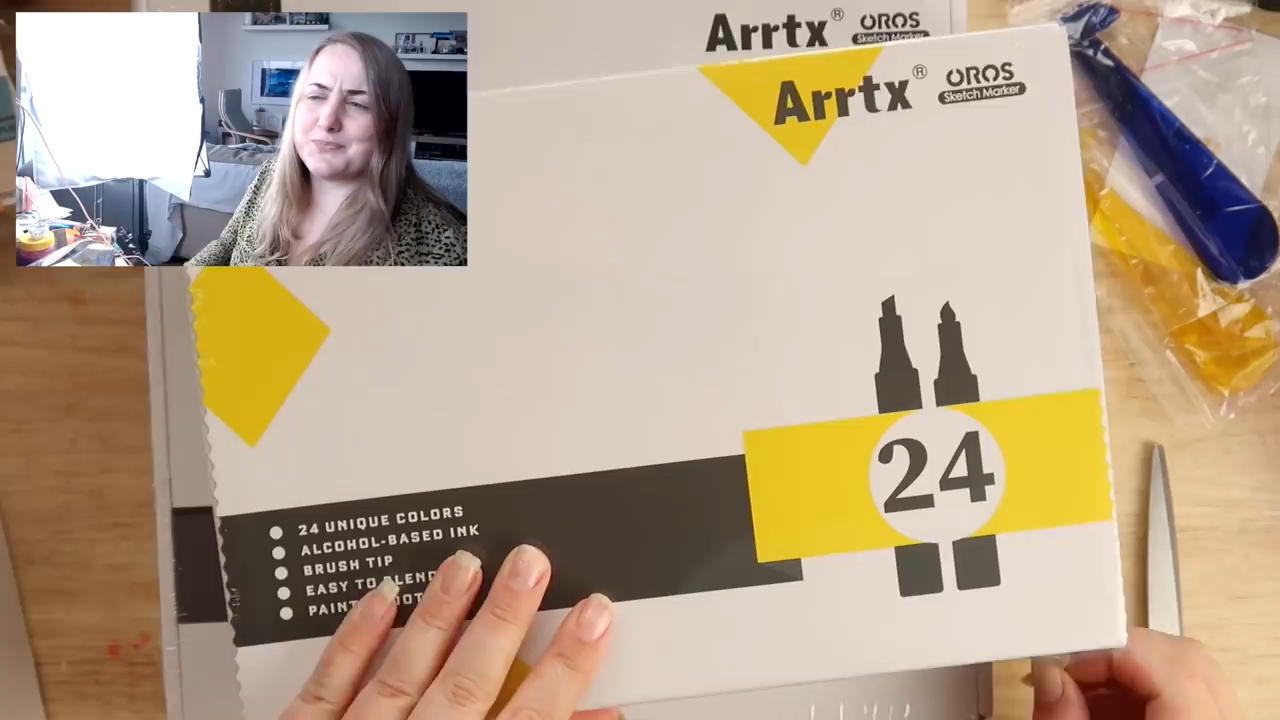 Arrtx® OROS
Sketch Marker
Arrtx® OROS
Sketch Marker
24
24 UNIQUE COLORS
ALCOHOL-BASED INK
BRUSH TIP
EASY TO BLEND